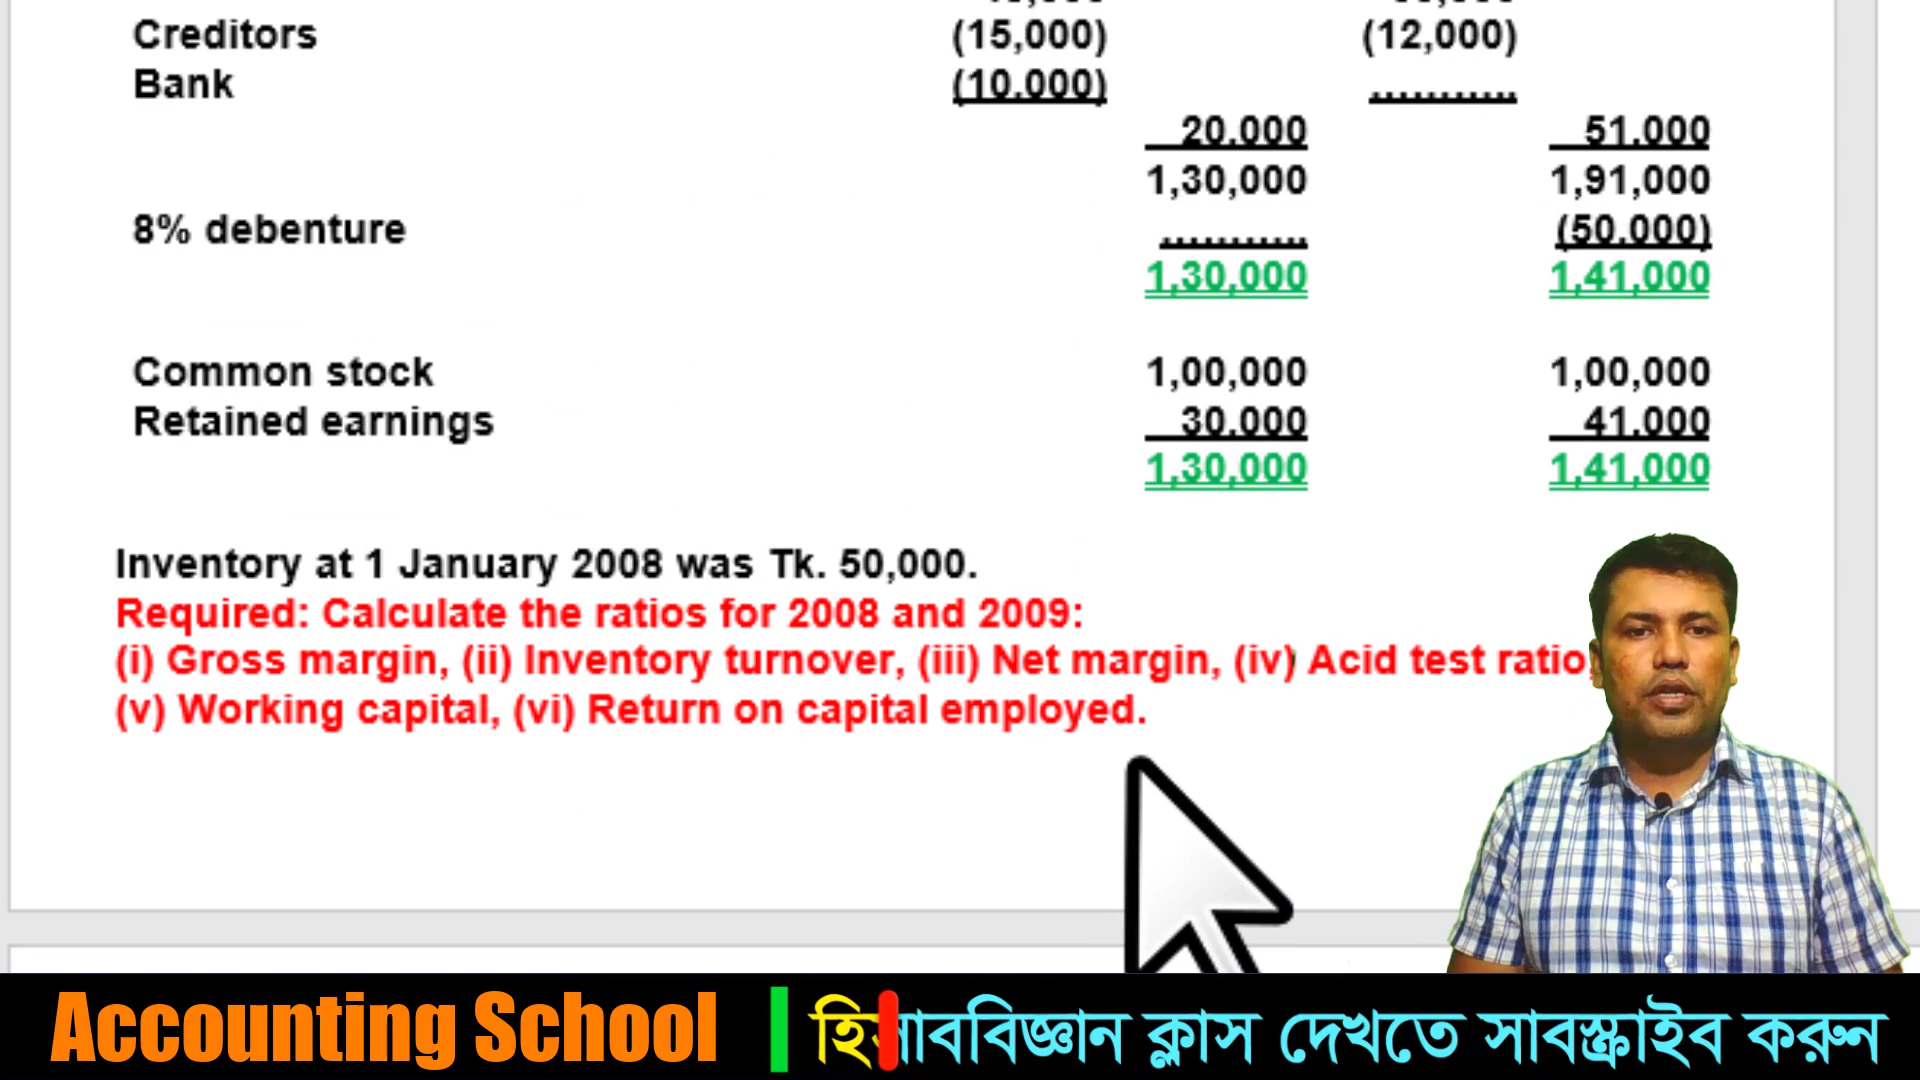 Creditors (15,000) (12,000)
Bank (10.000) ...........
20.000 51.000
1,30,000 1,91,000
8% debenture ........... (50.000)
1,30,000 1,41,000
Common stock 1,00,000 1,00,000
Retained earnings 30.000 41.000
1,30,000 1,41,000
Inventory at 1 January 2008 was Tk. 50,000.
Required: Calculate the ratios for 2008 and 2009:
(i) Gross margin, (ii) Inventory turnover, (iii) Net margin, (iv) Acid test ratio,
(v) Working capital, (vi) Return on capital employed.
Accounting School হিসাববিজ্ঞান ক্লাস দেখতে সাবস্ক্রাইব করুন